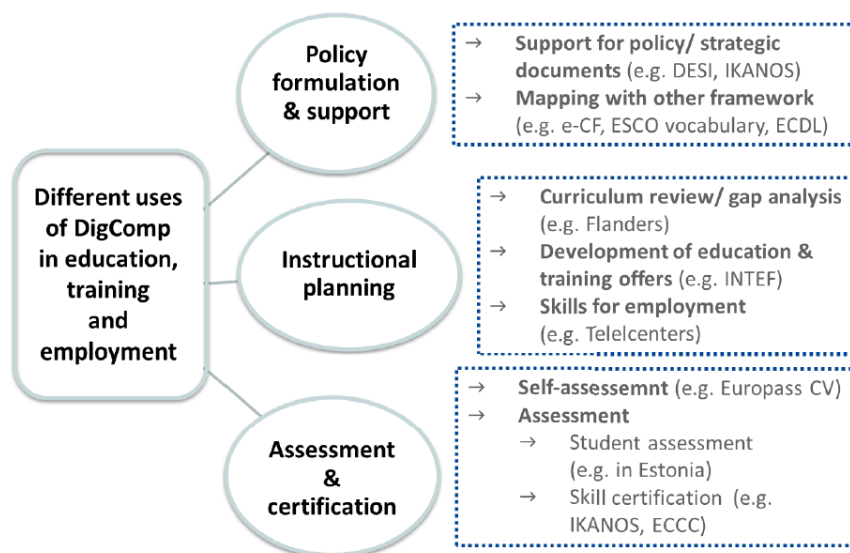 Different uses
of DigComp
in education,
training
and
employment
Policy
formulation
& support
→ Support for policy/ strategic
documents (e.g. DESI, IKANOS)
→ Mapping with other framework
(e.g. e-CF, ESCO vocabulary, ECDL)
Instructional
planning
→ Curriculum review/ gap analysis
(e.g. Flanders)
→ Development of education &
training offers (e.g. INTEF)
→ Skills for employment
(e.g. Telelcenters)
Assessment
&
certification
→ Self-assessemnt (e.g. Europass CV)
→ Assessment
→ Student assessment
(e.g. in Estonia)
→ Skill certification (e.g.
IKANOS, ECCC)